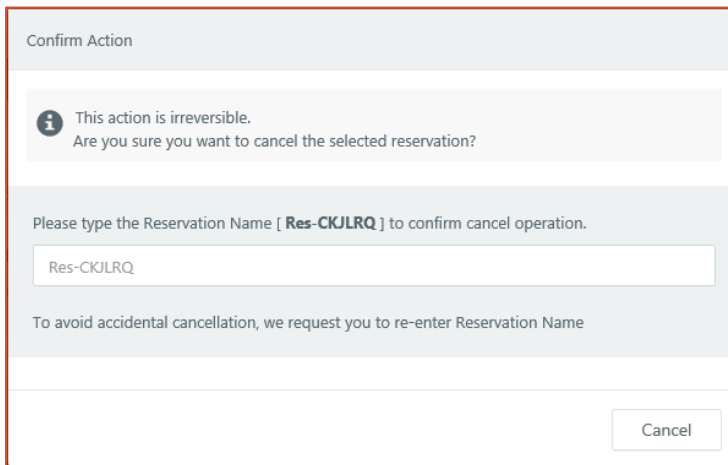 Confirm Action
This action is irreversible.
Are you sure you want to cancel the selected reservation?
Please type the Reservation Name [ Res-CKJLRQ ] to confirm cancel operation.
Res-CKJLRQ
To avoid accidental cancellation, we request you to re-enter Reservation Name
Cancel